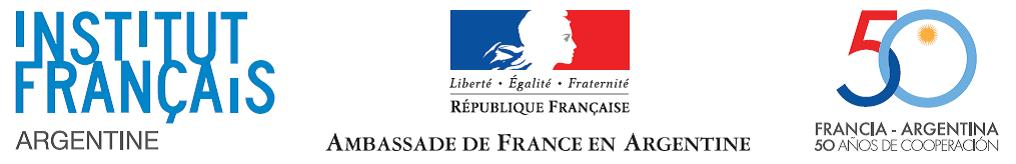 INSTITUT
FRANÇAIS
ARGENTINE
Liberté • Égalité • Fraternité
RÉPUBLIQUE FRANÇAISE
AMBASSADE DE FRANCE EN ARGENTINE
50
FRANCIA - ARGENTINA
50 AÑOS DE COOPERACIÓN